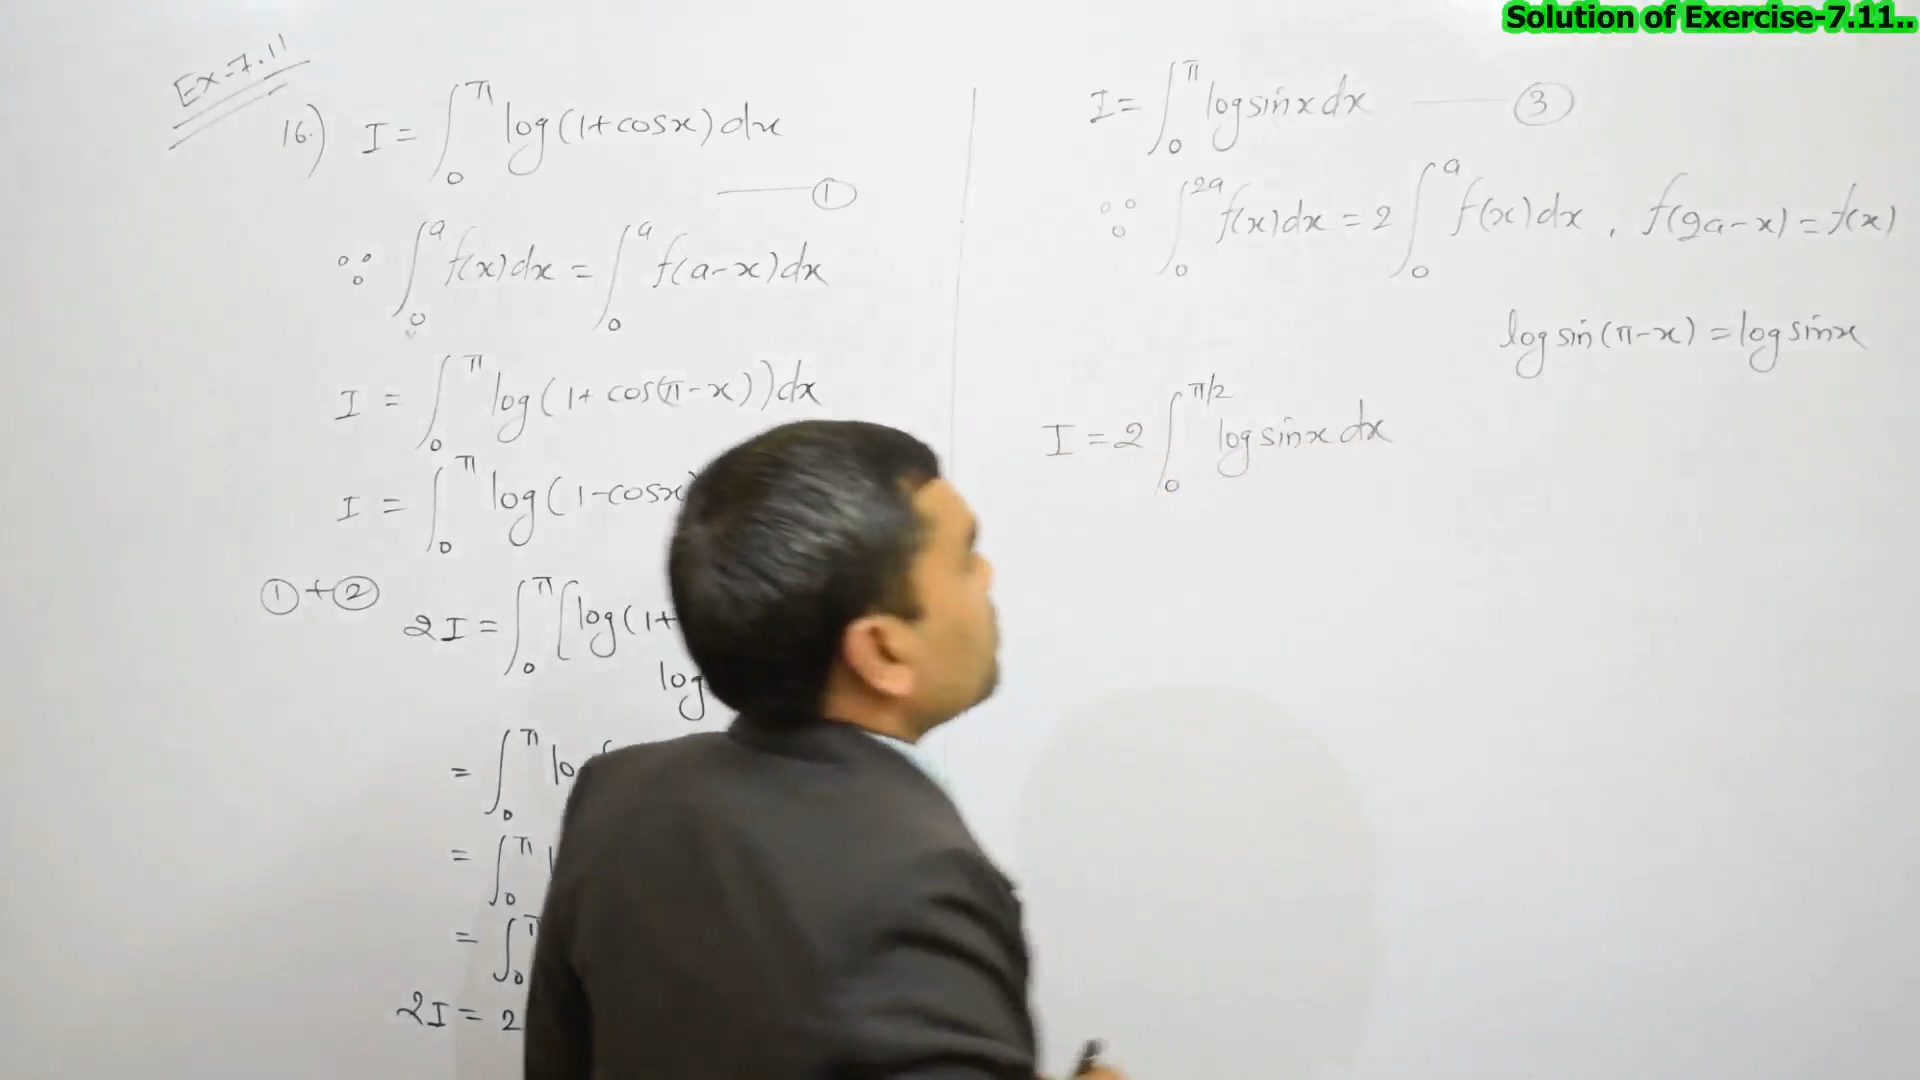 Solution of Exercise-7.11..
Ex-7.11
16.) I = ∫₀^π log(1+cosx)dx
——— ①
∵ ∫₀^a f(x)dx = ∫₀^a f(a-x)dx
I = ∫₀^π log(1+cos(π-x))dx
I = ∫₀^π log(1-cosx)
①+② 2I = ∫₀^π [log(1+
log
= ∫₀^π lo
= ∫₀^π
= ∫₀^π
2I = 2
I = ∫₀^π log sinx dx ——— ③
∵ ∫₀^2a f(x)dx = 2 ∫₀^a f(x)dx , f(2a-x) = f(x)
log sin(π-x) = log sinx
I = 2 ∫₀^π/2 log sinx dx